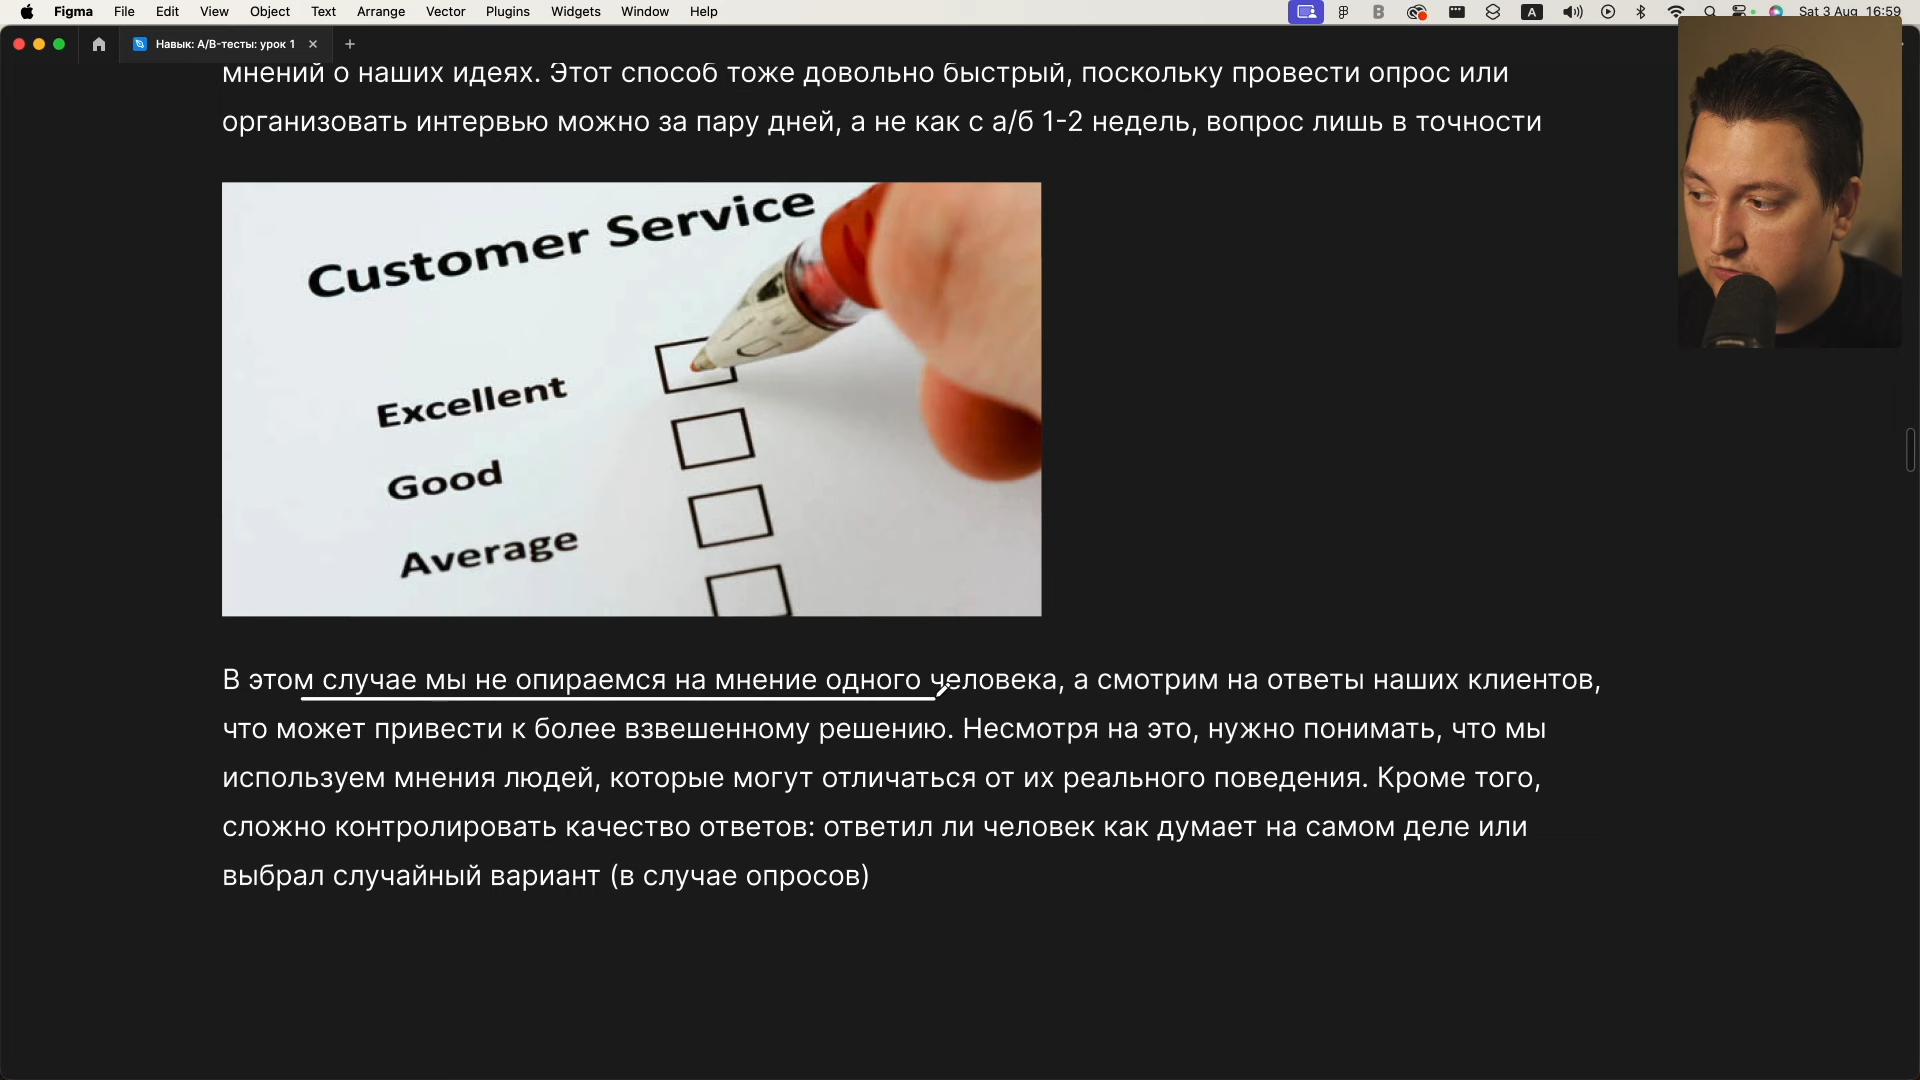 Figma File Edit View Object Text Arrange Vector Plugins Widgets Window Help A Sat 3 Aug 16:59
Навык: A/B-тесты: урок 1
мнений о наших идеях. Этот способ тоже довольно быстрый, поскольку провести опрос или
организовать интервью можно за пару дней, а не как с а/б 1-2 недель, вопрос лишь в точности
Customer Service
Excellent
Good
Average
В этом случае мы не опираемся на мнение одного человека, а смотрим на ответы наших клиентов,
что может привести к более взвешенному решению. Несмотря на это, нужно понимать, что мы
используем мнения людей, которые могут отличаться от их реального поведения. Кроме того,
сложно контролировать качество ответов: ответил ли человек как думает на самом деле или
выбрал случайный вариант (в случае опросов)